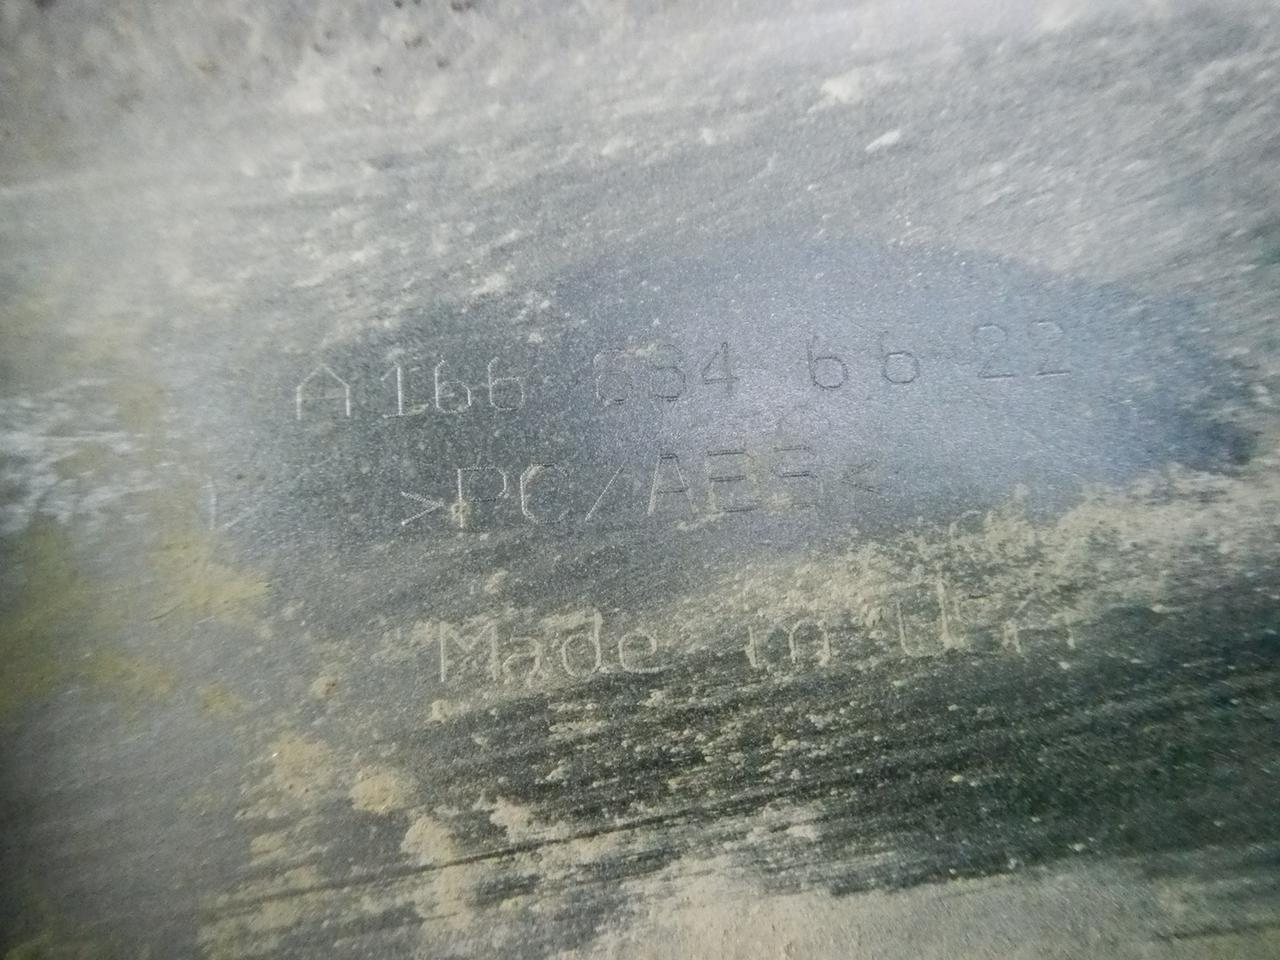 A166 884 66 22
>PC/ABS<
Made in USA